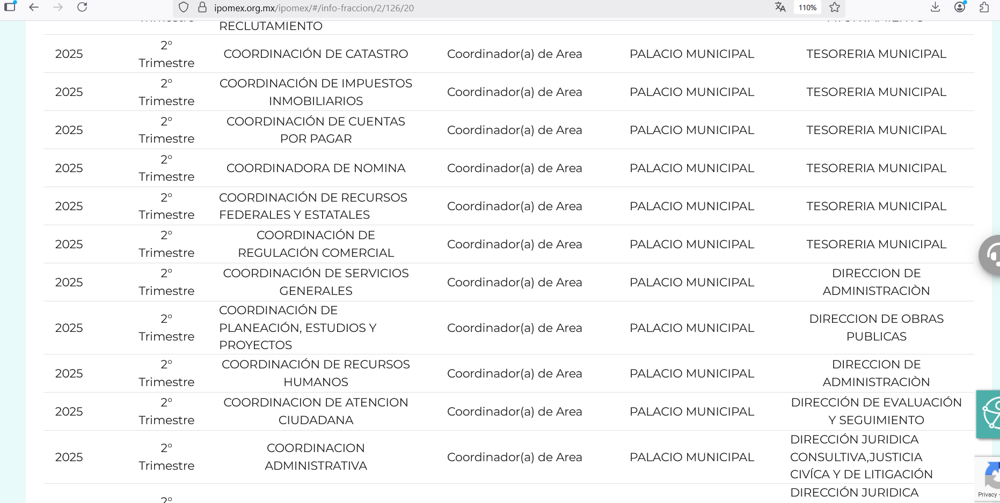 ipomex.org.mx/ipomex/#/info-fraccion/2/126/20
110%
RECLUTAMIENTO
2025
2°
Trimestre
COORDINACIÓN DE CATASTRO
Coordinador(a) de Area
PALACIO MUNICIPAL
TESORERIA MUNICIPAL
2025
2°
Trimestre
COORDINACIÓN DE IMPUESTOS
INMOBILIARIOS
Coordinador(a) de Area
PALACIO MUNICIPAL
TESORERIA MUNICIPAL
2025
2°
Trimestre
COORDINACIÓN DE CUENTAS
POR PAGAR
Coordinador(a) de Area
PALACIO MUNICIPAL
TESORERIA MUNICIPAL
2025
2°
Trimestre
COORDINADORA DE NOMINA
Coordinador(a) de Area
PALACIO MUNICIPAL
TESORERIA MUNICIPAL
2025
2°
Trimestre
COORDINACIÓN DE RECURSOS
FEDERALES Y ESTATALES
Coordinador(a) de Area
PALACIO MUNICIPAL
TESORERIA MUNICIPAL
2025
2°
Trimestre
COORDINACIÓN DE
REGULACIÓN COMERCIAL
Coordinador(a) de Area
PALACIO MUNICIPAL
TESORERIA MUNICIPAL
2025
2°
Trimestre
COORDINACIÓN DE SERVICIOS
GENERALES
Coordinador(a) de Area
PALACIO MUNICIPAL
DIRECCION DE
ADMINISTRACIÒN
2025
2°
Trimestre
COORDINACIÓN DE
PLANEACIÓN, ESTUDIOS Y
PROYECTOS
Coordinador(a) de Area
PALACIO MUNICIPAL
DIRECCION DE OBRAS
PUBLICAS
2025
2°
Trimestre
COORDINACIÓN DE RECURSOS
HUMANOS
Coordinador(a) de Area
PALACIO MUNICIPAL
DIRECCION DE
ADMINISTRACIÒN
2025
2°
Trimestre
COORDINACION DE ATENCION
CIUDADANA
Coordinador(a) de Area
PALACIO MUNICIPAL
DIRECCIÓN DE EVALUACIÓN
Y SEGUIMIENTO
2025
2°
Trimestre
COORDINACION
ADMINISTRATIVA
Coordinador(a) de Area
PALACIO MUNICIPAL
DIRECCIÓN JURIDICA
CONSULTIVA,JUSTICIA
CIVÍCA Y DE LITIGACIÓN
2°
DIRECCIÓN JURIDICA
Privacy -